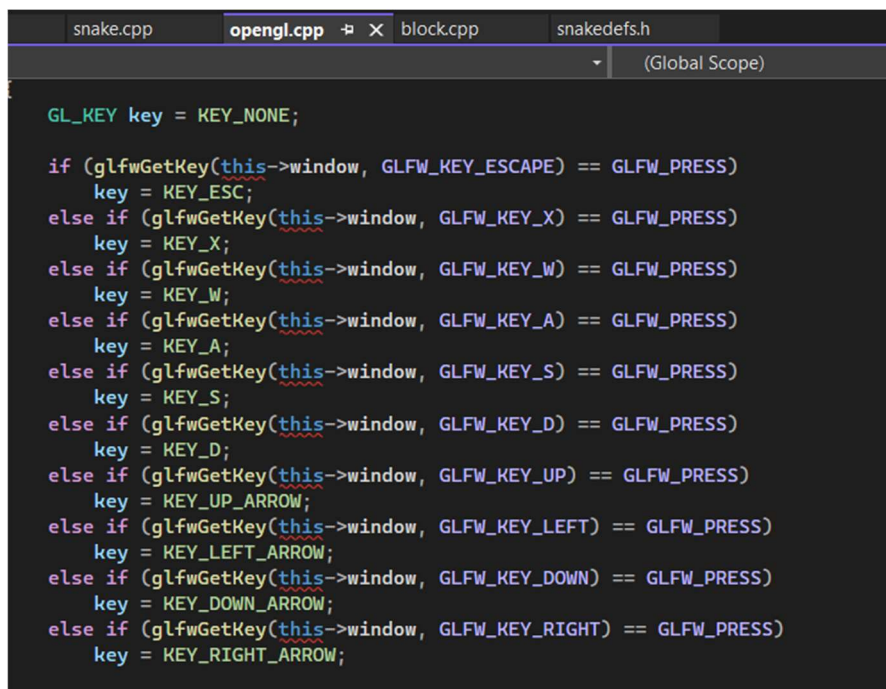 snake.cpp opengl.cpp block.cpp snakedefs.h
(Global Scope)
GL_KEY key = KEY_NONE;
if (glfwGetKey(this->window, GLFW_KEY_ESCAPE) == GLFW_PRESS)
key = KEY_ESC;
else if (glfwGetKey(this->window, GLFW_KEY_X) == GLFW_PRESS)
key = KEY_X;
else if (glfwGetKey(this->window, GLFW_KEY_W) == GLFW_PRESS)
key = KEY_W;
else if (glfwGetKey(this->window, GLFW_KEY_A) == GLFW_PRESS)
key = KEY_A;
else if (glfwGetKey(this->window, GLFW_KEY_S) == GLFW_PRESS)
key = KEY_S;
else if (glfwGetKey(this->window, GLFW_KEY_D) == GLFW_PRESS)
key = KEY_D;
else if (glfwGetKey(this->window, GLFW_KEY_UP) == GLFW_PRESS)
key = KEY_UP_ARROW;
else if (glfwGetKey(this->window, GLFW_KEY_LEFT) == GLFW_PRESS)
key = KEY_LEFT_ARROW;
else if (glfwGetKey(this->window, GLFW_KEY_DOWN) == GLFW_PRESS)
key = KEY_DOWN_ARROW;
else if (glfwGetKey(this->window, GLFW_KEY_RIGHT) == GLFW_PRESS)
key = KEY_RIGHT_ARROW;